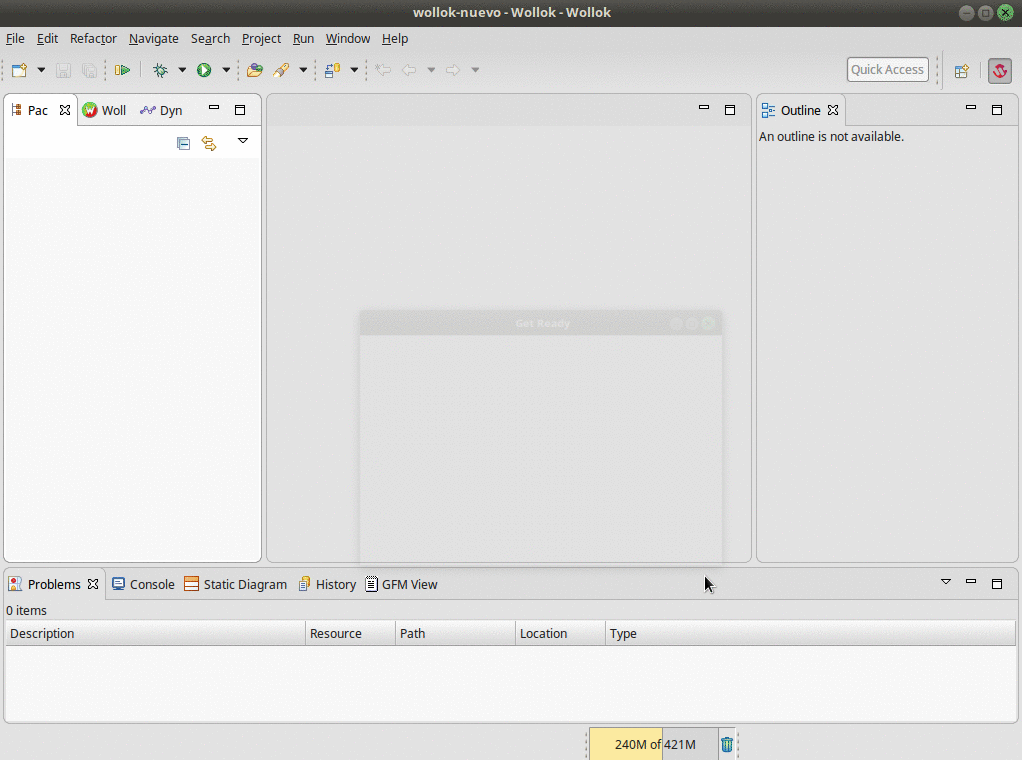 wollok-nuevo - Wollok - Wollok
File Edit Refactor Navigate Search Project Run Window Help
Quick Access
Pac Woll Dyn
Outline
An outline is not available.
Get Ready
Problems Console Static Diagram History GFM View
0 items
Description Resource Path Location Type
240M of 421M